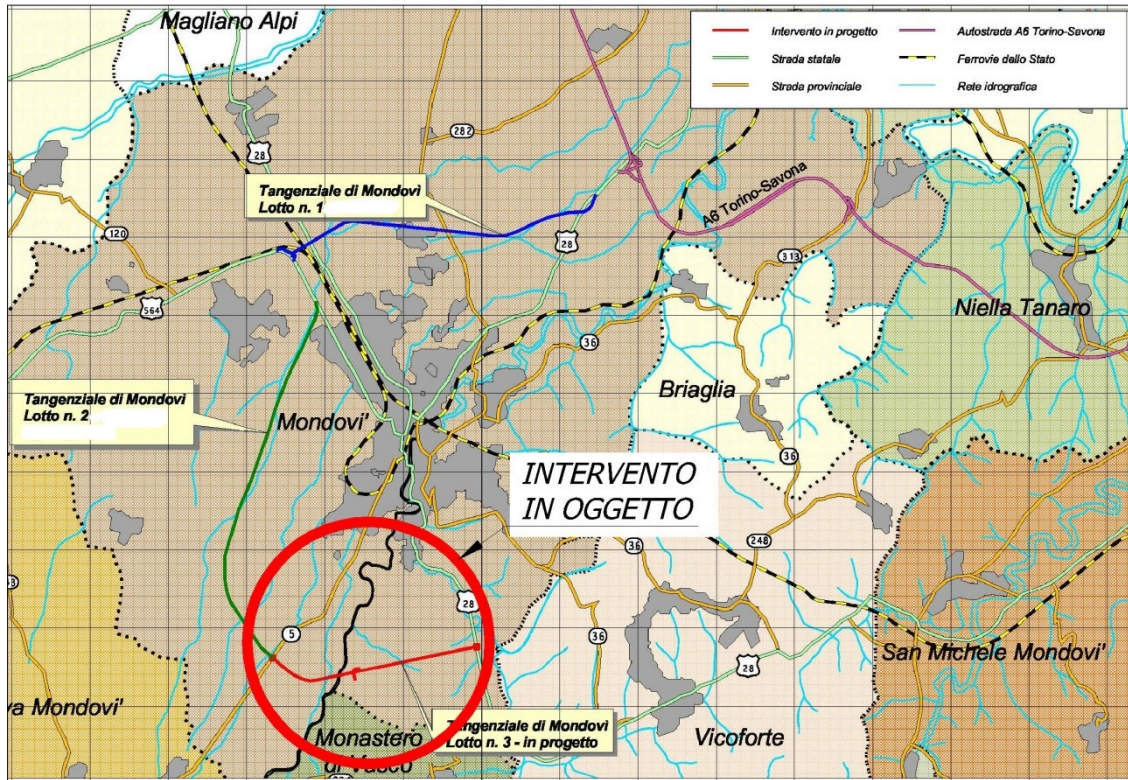 Magliano Alpi
Intervento in progetto
Strada statale
Strada provinciale
Autostrada A6 Torino-Savona
Ferrovie dello Stato
Rete idrografica
282
28
Tangenziale di Mondovì
Lotto n. 1
A6 Torino-Savona
120
28
313
564
Niella Tanaro
36
Briaglia
Tangenziale di Mondovì
Lotto n. 2
Mondovi'
36
INTERVENTO
IN OGGETTO
36
248
28
5
36
28
San Michele Mondovi'
va Mondovi'
Tangenziale di Mondovì
Lotto n. 3 - in progetto
Monastero
di Vasco
Vicoforte